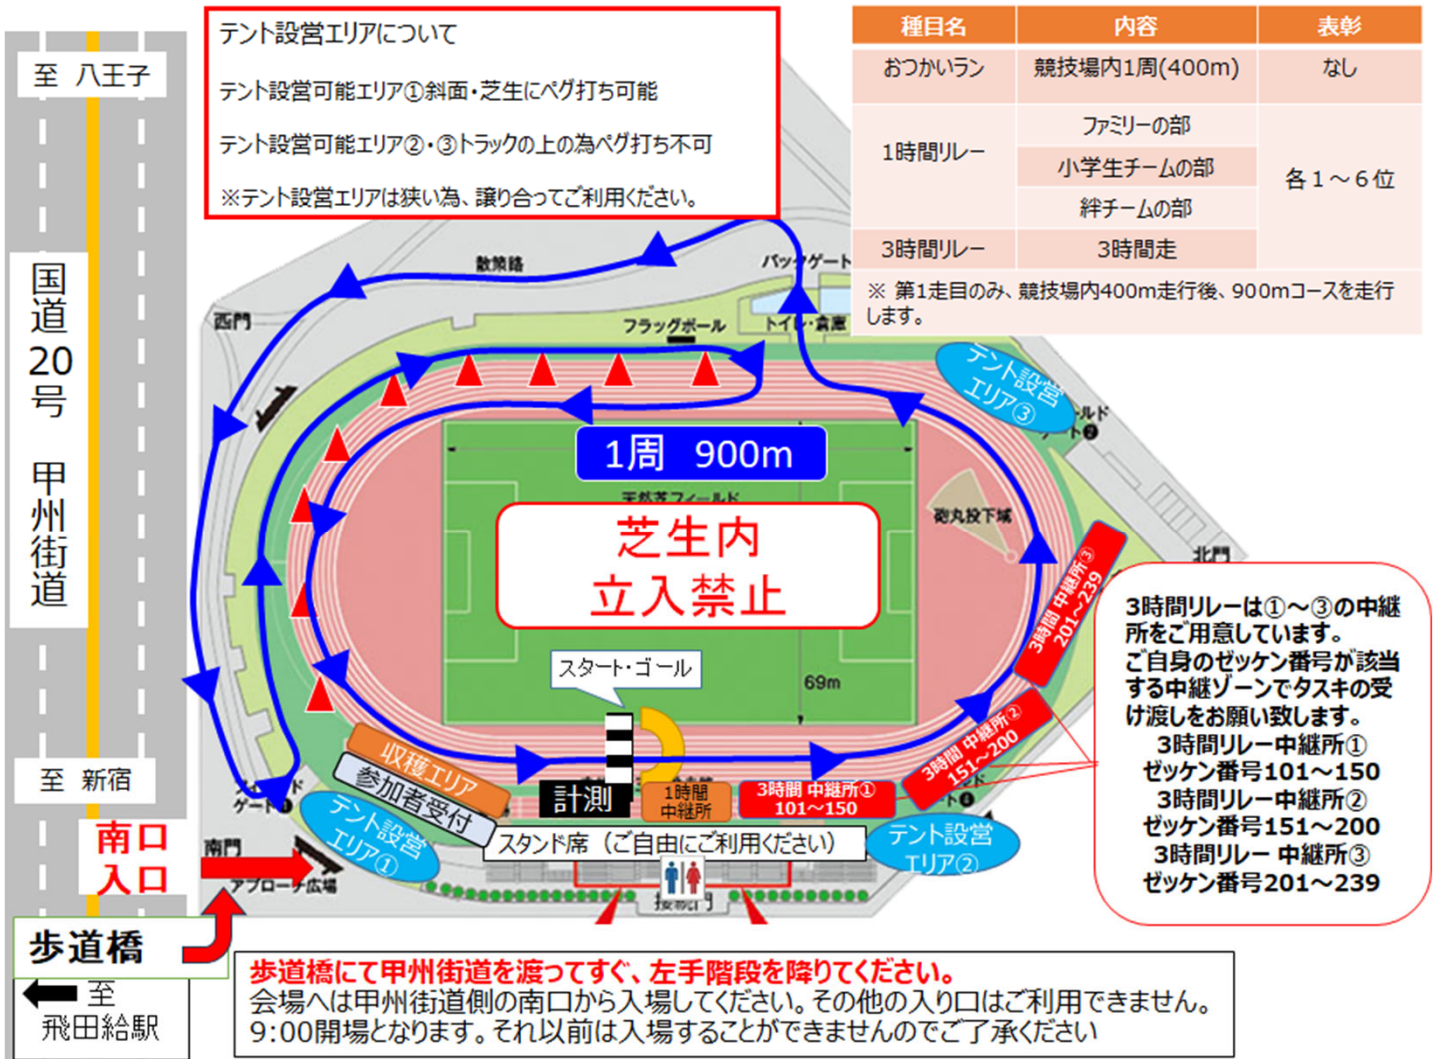 テント設営エリアについて
テント設営可能エリア①斜面・芝生にペグ打ち可能
テント設営可能エリア②・③トラックの上の為ペグ打ち不可
※テント設営エリアは狭い為、譲り合ってご利用ください。
種目名 内容 表彰
おつかいラン 競技場内1周(400m) なし
1時間リレー ファミリーの部 各１～６位
小学生チームの部
絆チームの部
3時間リレー 3時間走
※ 第1走目のみ、競技場内400m走行後、900mコースを走行
します。
至 八王子
国道20号 甲州街道
至 新宿
散策路
バックゲート
西門
フラッグポール
トイレ・倉庫
テント設営
エリア③
ルド
ゲート❷
1周 900m
天然芝フィールド
芝生内
立入禁止
砲丸投下域
北門
69m
スタート・ゴール
3時間 中継所③
201～239
3時間 中継所②
151～200
3時間 中継所①
101～150
1時間
中継所
計測
収穫エリア
参加者受付
ド
ゲート❶
ド
ート❹
テント設営
エリア①
スタンド席（ご自由にご利用ください）
テント設営
エリア②
3時間リレーは①～③の中継
所をご用意しています。
ご自身のゼッケン番号が該当
する中継ゾーンでタスキの受
け渡しをお願い致します。
3時間リレー中継所①
ゼッケン番号101～150
3時間リレー中継所②
ゼッケン番号151～200
3時間リレー 中継所③
ゼッケン番号201～239
南口
入口
南門
アプローチ広場
歩道橋
至
飛田給駅
歩道橋にて甲州街道を渡ってすぐ、左手階段を降りてください。
会場へは甲州街道側の南口から入場してください。その他の入り口はご利用できません。
9:00開場となります。それ以前は入場することができませんのでご了承ください